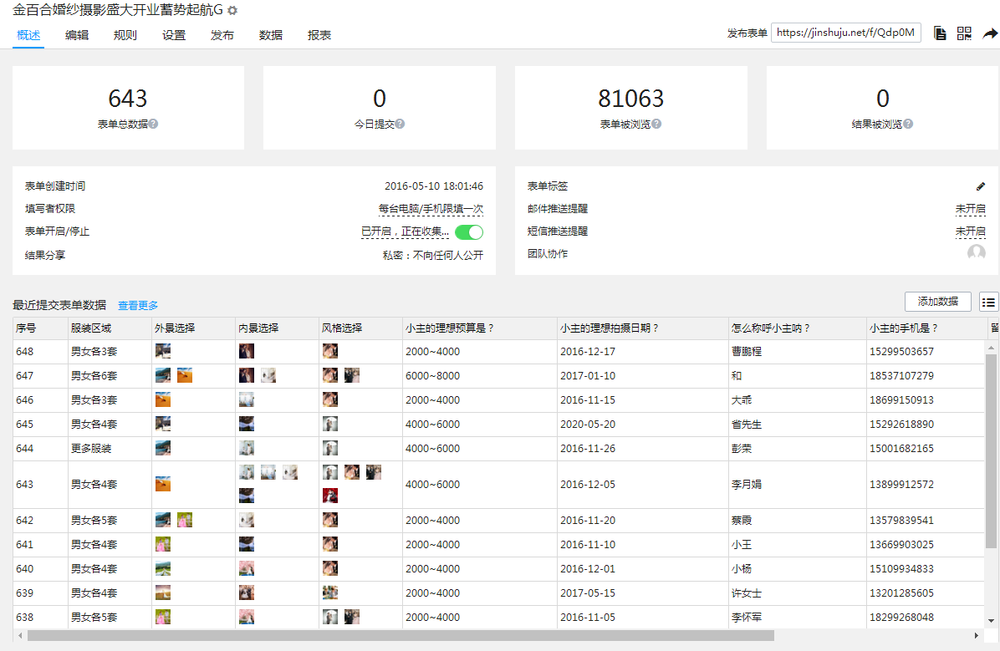 金百合婚纱摄影盛大开业蓄势起航G
概述 编辑 规则 设置 发布 数据 报表
发布表单 https://jinshuju.net/f/Qdp0M
643 0 81063 0
表单总数据? 今日提交? 表单被浏览? 结果被浏览?
表单创建时间 2016-05-10 18:01:46
填写者权限 每台电脑/手机限填一次
表单开启/停止 已开启，正在收集...
结果分享 私密：不向任何人公开
表单标签
邮件推送提醒 未开启
短信推送提醒 未开启
团队协作
最近提交表单数据 查看更多 添加数据
序号 服装区域 外景选择 内景选择 风格选择 小主的理想预算是？ 小主的理想拍摄日期？ 怎么称呼小主呐？ 小主的手机是？
648 男女各3套 2000~4000 2016-12-17 曹鹏程 15299503657
647 男女各6套 6000~8000 2017-01-10 和 18537107279
646 男女各3套 2000~4000 2016-11-15 大乖 18699150913
645 男女各4套 4000~6000 2020-05-20 昝先生 15292618890
644 更多服装 4000~6000 2016-11-26 彭荣 15001682165
643 男女各4套 4000~6000 2016-12-05 李月娟 13899912572
642 男女各5套 2000~4000 2016-11-20 蔡霞 13579839541
641 男女各4套 2000~4000 2016-11-10 小王 13669903025
640 男女各4套 2000~4000 2016-12-01 小杨 15109934833
639 男女各4套 2000~4000 2017-05-15 许女士 13201285605
638 男女各5套 2000~4000 2016-11-05 李怀军 18299268048